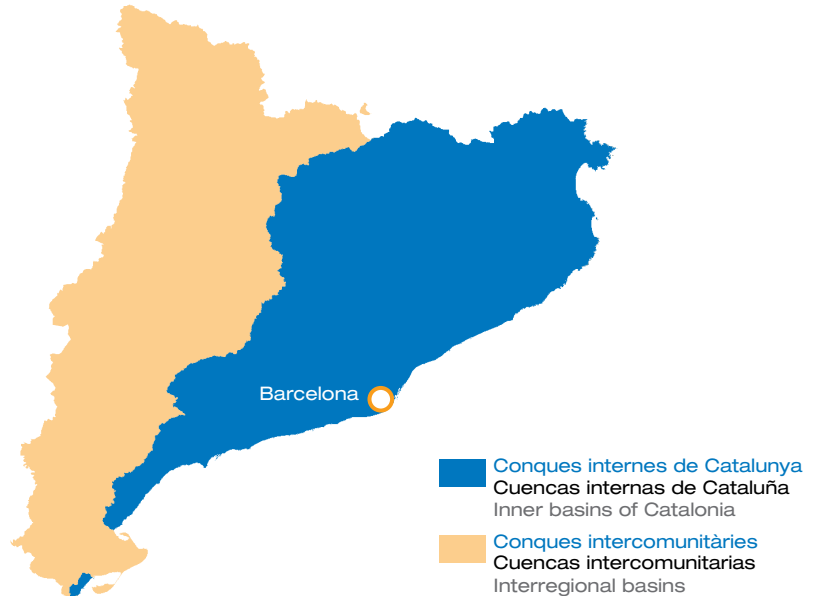 Barcelona
Conques internes de Catalunya
Cuencas internas de Cataluña
Inner basins of Catalonia
Conques intercomunitàries
Cuencas intercomunitarias
Interregional basins